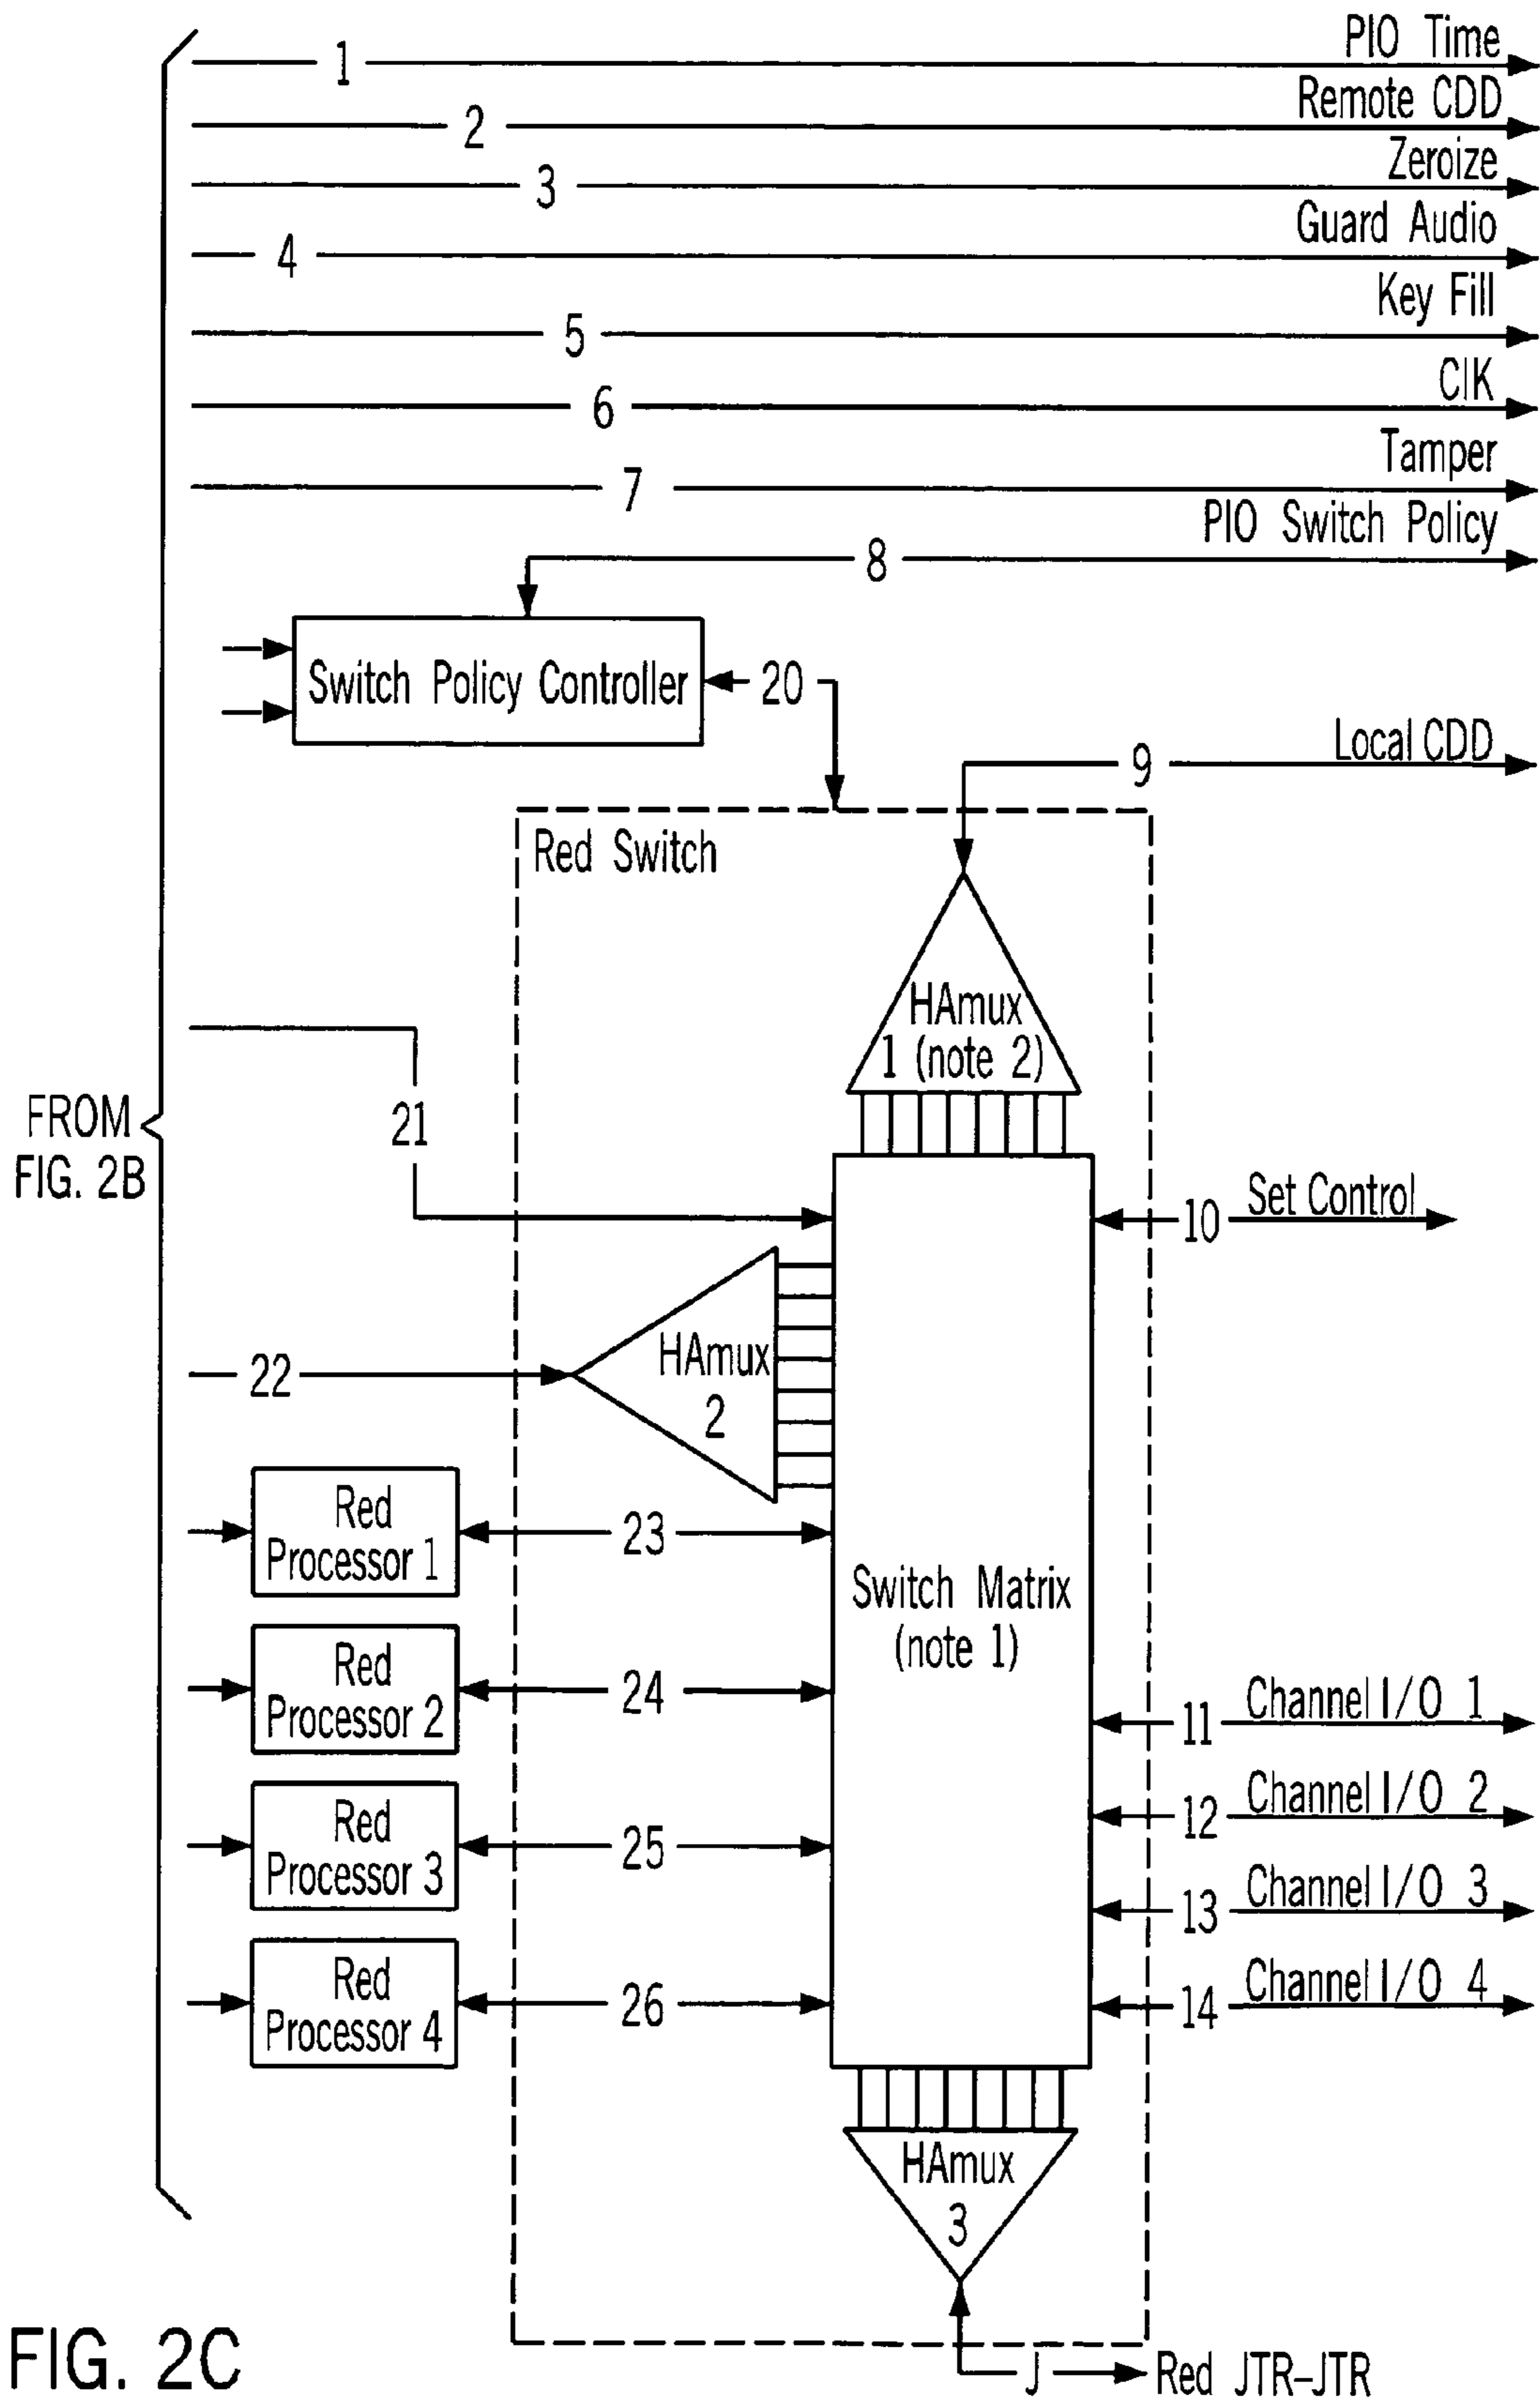 PIO Time
1
Remote CDD
2
Zeroize
3
Guard Audio
4
Key Fill
5
CIK
6
Tamper
7
PIO Switch Policy
8
Switch Policy Controller
20
Local CDD
9
Red Switch
HAmux
1 (note 2)
FROM
FIG. 2B
21
Set Control
10
HAmux
2
22
Red
Processor 1
23
Switch Matrix
(note 1)
Red
Processor 2
24
Channel I/O 1
11
Channel I/O 2
12
Red
Processor 3
25
Channel I/O 3
13
Red
Processor 4
26
Channel I/O 4
14
HAmux
3
J
Red JTR-JTR
FIG. 2C